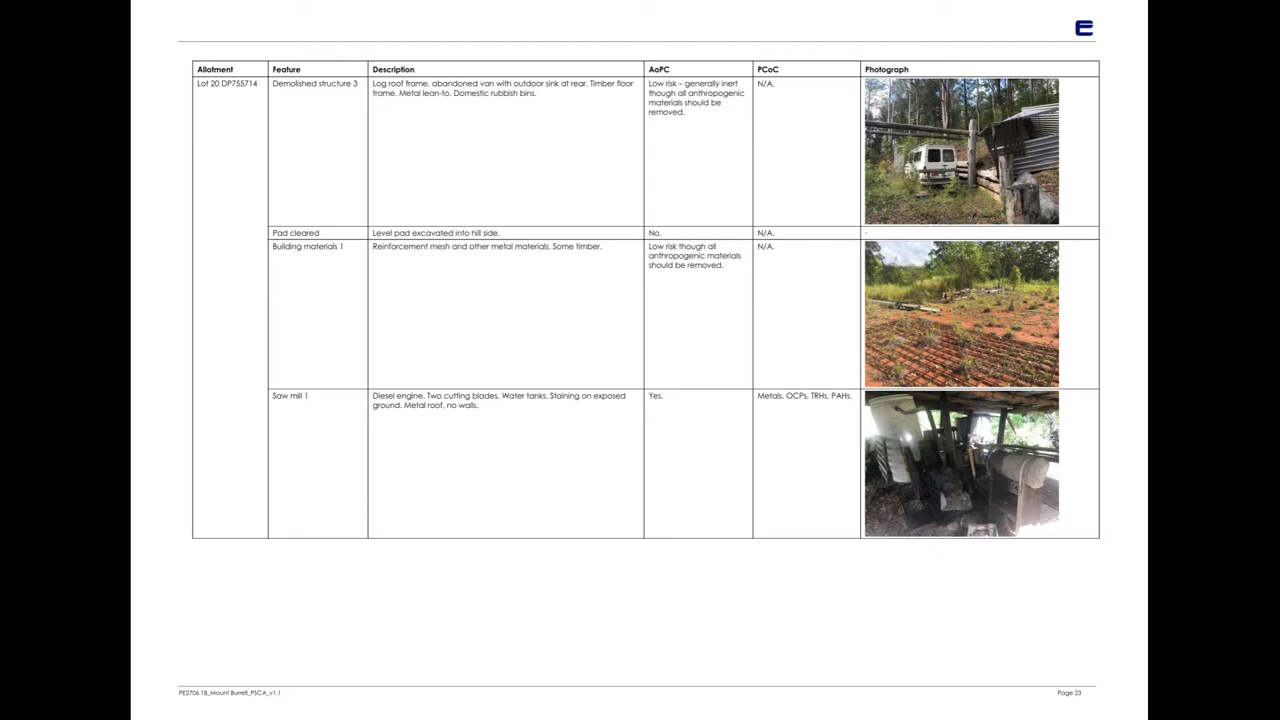 Allotment Feature Description AoPC PCoC Photograph
Lot 20 DP755714 Demolished structure 3 Log roof frame, abandoned van with outdoor sink at rear. Timber floor Low risk – generally inert N/A.
frame. Metal lean-to. Domestic rubbish bins. though all anthropogenic
materials should be
removed.
Pad cleared Level pad excavated into hill side. No. N/A. -
Building materials 1 Reinforcement mesh and other metal materials. Some timber. Low risk though all N/A.
anthropogenic materials
should be removed.
Saw mill 1 Diesel engine. Two cutting blades. Water tanks. Staining on exposed Yes. Metals. OCPs, TRHs, PAHs.
ground. Metal roof, no walls.
PE2706.18_Mount Burrell_PSCA_v1.1 Page 23